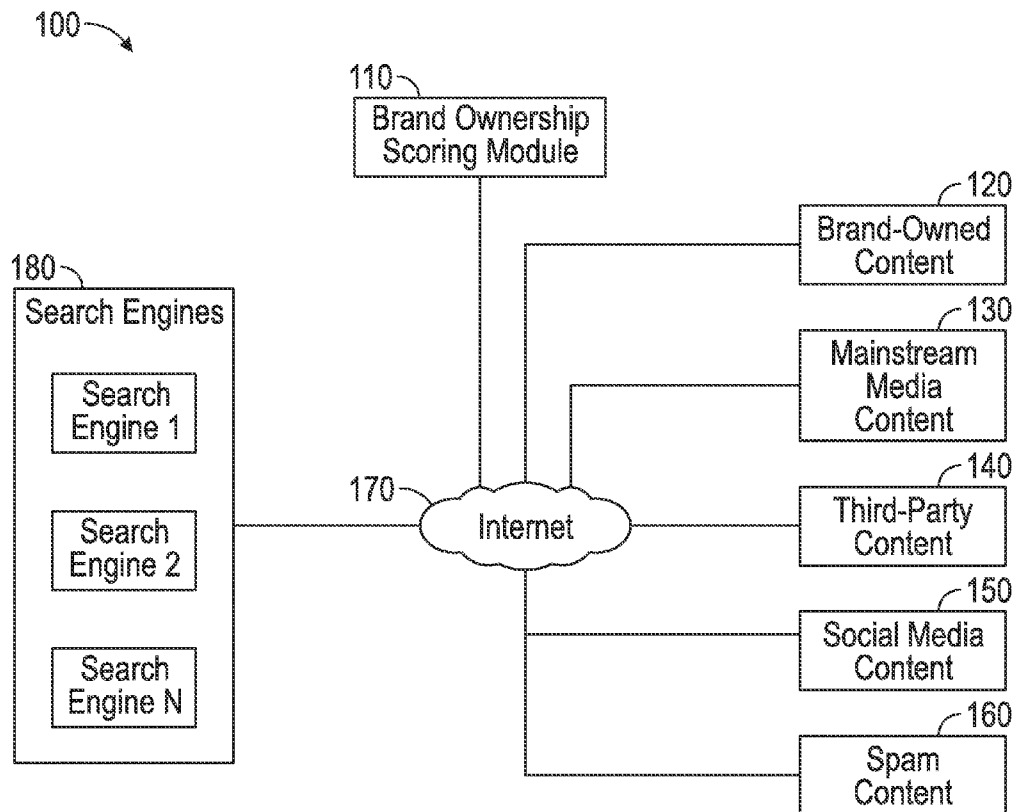 100
110
Brand Ownership
Scoring Module
120
Brand-Owned
Content
180
Search Engines
130
Mainstream
Media
Content
Search
Engine 1
170
Internet
140
Third-Party
Content
Search
Engine 2
150
Social Media
Content
Search
Engine N
160
Spam
Content